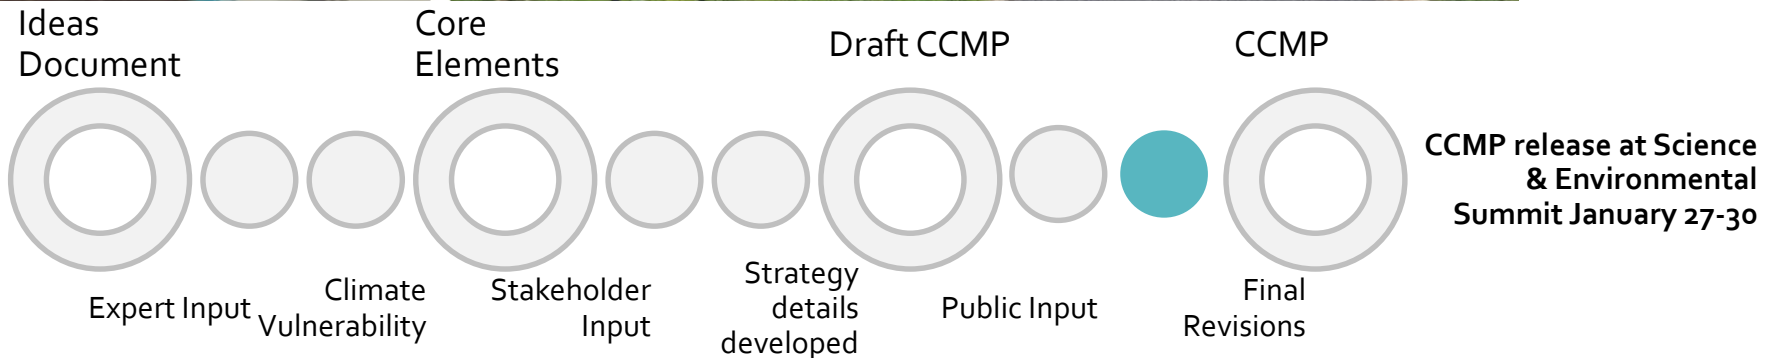 Ideas
Document
Core
Elements
Draft CCMP
CCMP
CCMP release at Science
& Environmental
Summit January 27-30
Expert Input
Climate
Vulnerability
Stakeholder
Input
Strategy
details
developed
Public Input
Final
Revisions